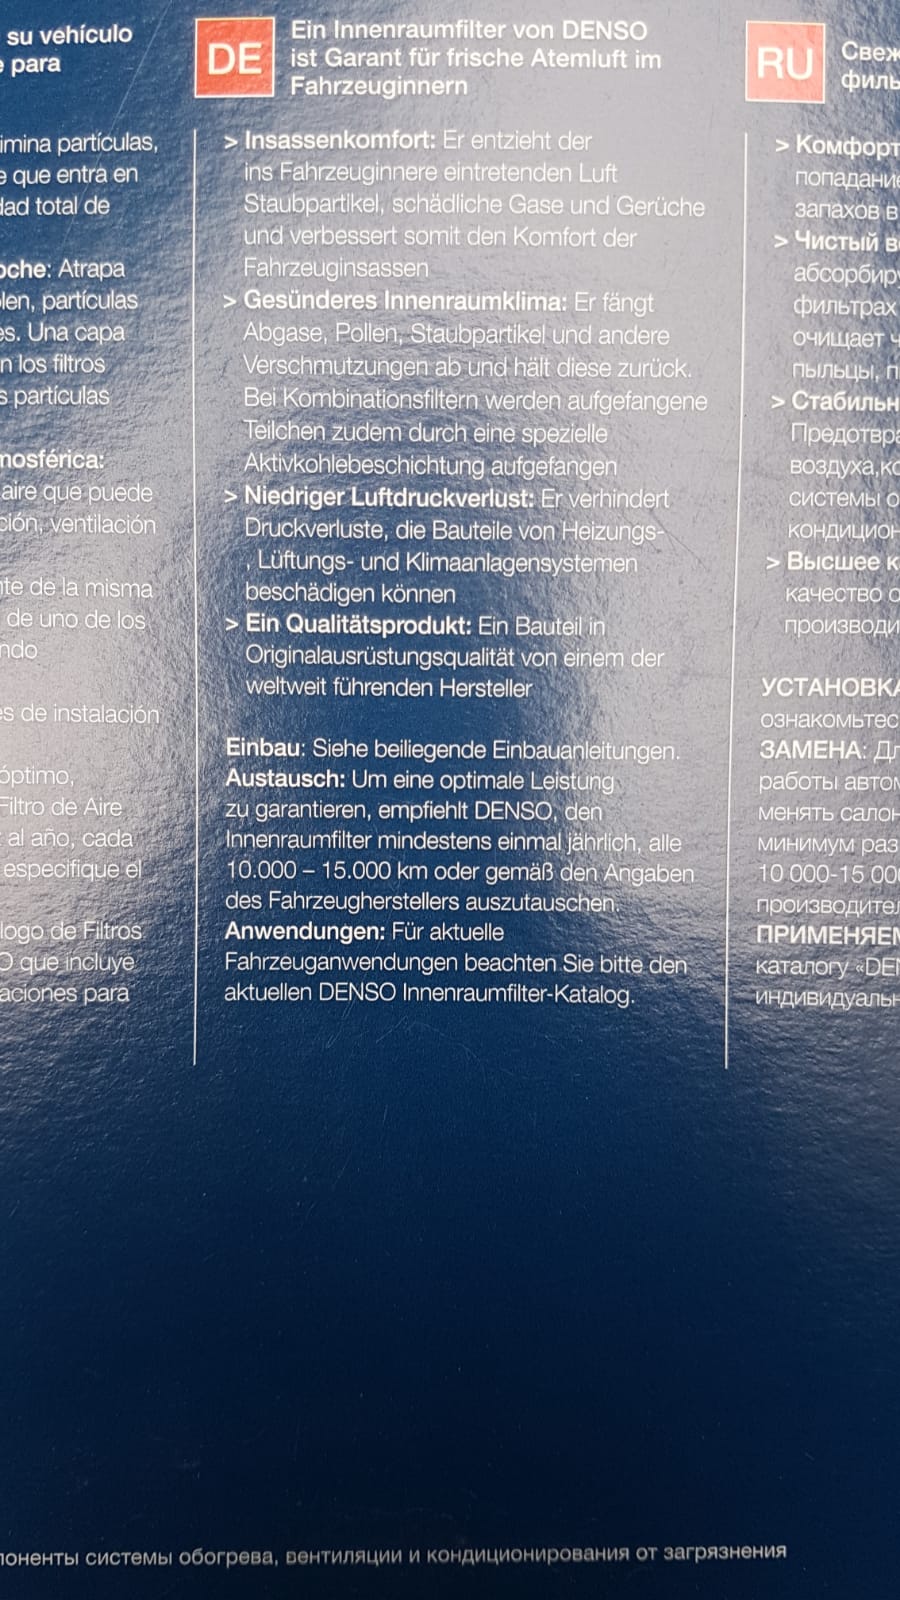 su vehículo
para
imina partículas,
e que entra en
dad total de
oche: Atrapa
len, partículas
es. Una capa
n los filtros
s partículas
mosférica:
aire que puede
ción, ventilación
nte de la misma
de uno de los
ndo
es de instalación
óptimo,
Filtro de Aire
al año, cada
especifique el
logo de Filtros
O que incluye
aciones para
DE
Ein Innenraumfilter von DENSO
ist Garant für frische Atemluft im
Fahrzeuginnern
> Insassenkomfort: Er entzieht der
ins Fahrzeuginnere eintretenden Luft
Staubpartikel, schädliche Gase und Gerüche
und verbessert somit den Komfort der
Fahrzeuginsassen
> Gesünderes Innenraumklima: Er fängt
Abgase, Pollen, Staubpartikel und andere
Verschmutzungen ab und hält diese zurück.
Bei Kombinationsfiltern werden aufgefangene
Teilchen zudem durch eine spezielle
Aktivkohlebeschichtung aufgefangen
> Niedriger Luftdruckverlust: Er verhindert
Druckverluste, die Bauteile von Heizungs-
, Lüftungs- und Klimaanlagensystemen
beschädigen können
> Ein Qualitätsprodukt: Ein Bauteil in
Originalausrüstungsqualität von einem der
weltweit führenden Hersteller
Einbau: Siehe beiliegende Einbauanleitungen.
Austausch: Um eine optimale Leistung
zu garantieren, empfiehlt DENSO, den
Innenraumfilter mindestens einmal jährlich, alle
10.000 – 15.000 km oder gemäß den Angaben
des Fahrzeugherstellers auszutauschen.
Anwendungen: Für aktuelle
Fahrzeuganwendungen beachten Sie bitte den
aktuellen DENSO Innenraumfilter-Katalog.
RU
Свеж
филь
> Комфорт
попадание
запахов в
> Чистый в
абсорбиру
фильтрах
очищает ч
пыльцы, п
> Стабильн
Предотвра
воздуха,ко
системы о
кондицион
> Высшее к
качество о
производи
УСТАНОВКА
ознакомьтес
ЗАМЕНА: Дл
работы автом
менять салон
минимум раз
10 000-15 00
производител
ПРИМЕНЯЕМ
каталогу «DEN
индивидуальн
поненты системы обогрева, вентиляции и кондиционирования от загрязнения